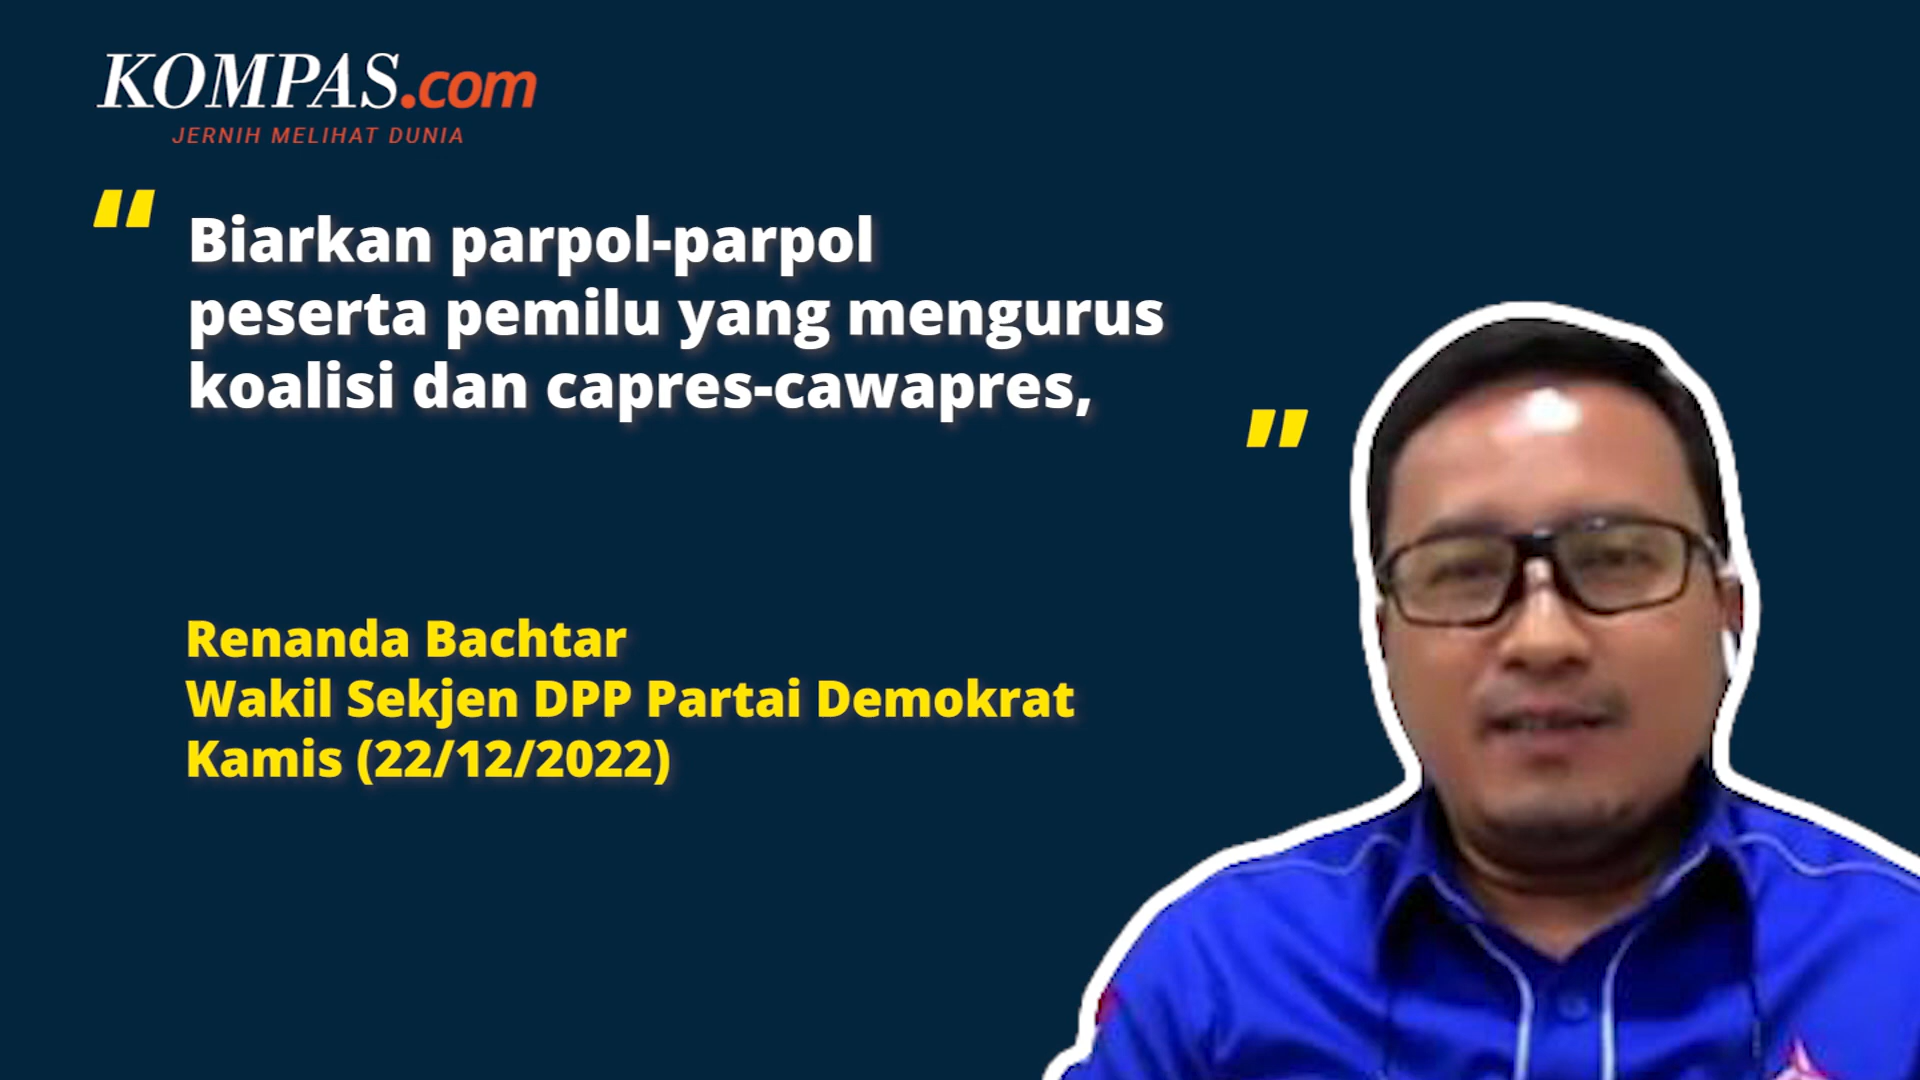 KOMPAS.com
JERNIH MELIHAT DUNIA
“ Biarkan parpol-parpol
peserta pemilu yang mengurus
koalisi dan capres-cawapres, ”
Renanda Bachtar
Wakil Sekjen DPP Partai Demokrat
Kamis (22/12/2022)